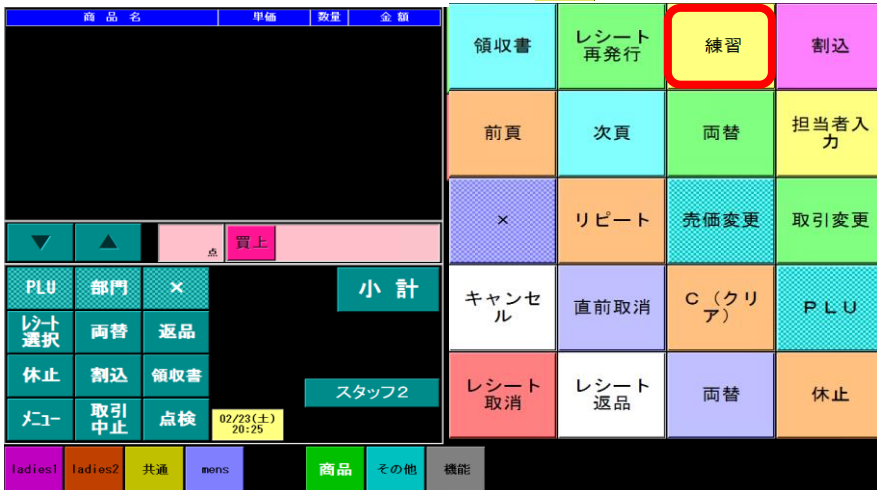 商品名 単価 数量 金額
点 買上
PLU 部門 × 小計
ﾚｼｰﾄ
選択
両替 返品
休止 割込 領収書
スタッフ2
ﾒﾆｭｰ
取引
中止
点検
02/23(土)
20:25
ladies1 ladies2 共通 mens 商品 その他 機能
領収書
レシート
再発行
練習
割込
前頁
次頁
両替
担当者入
力
×
リピート
売価変更
取引変更
キャンセ
ル
直前取消
C (クリ
ア)
PLU
レシート
取消
レシート
返品
両替
休止